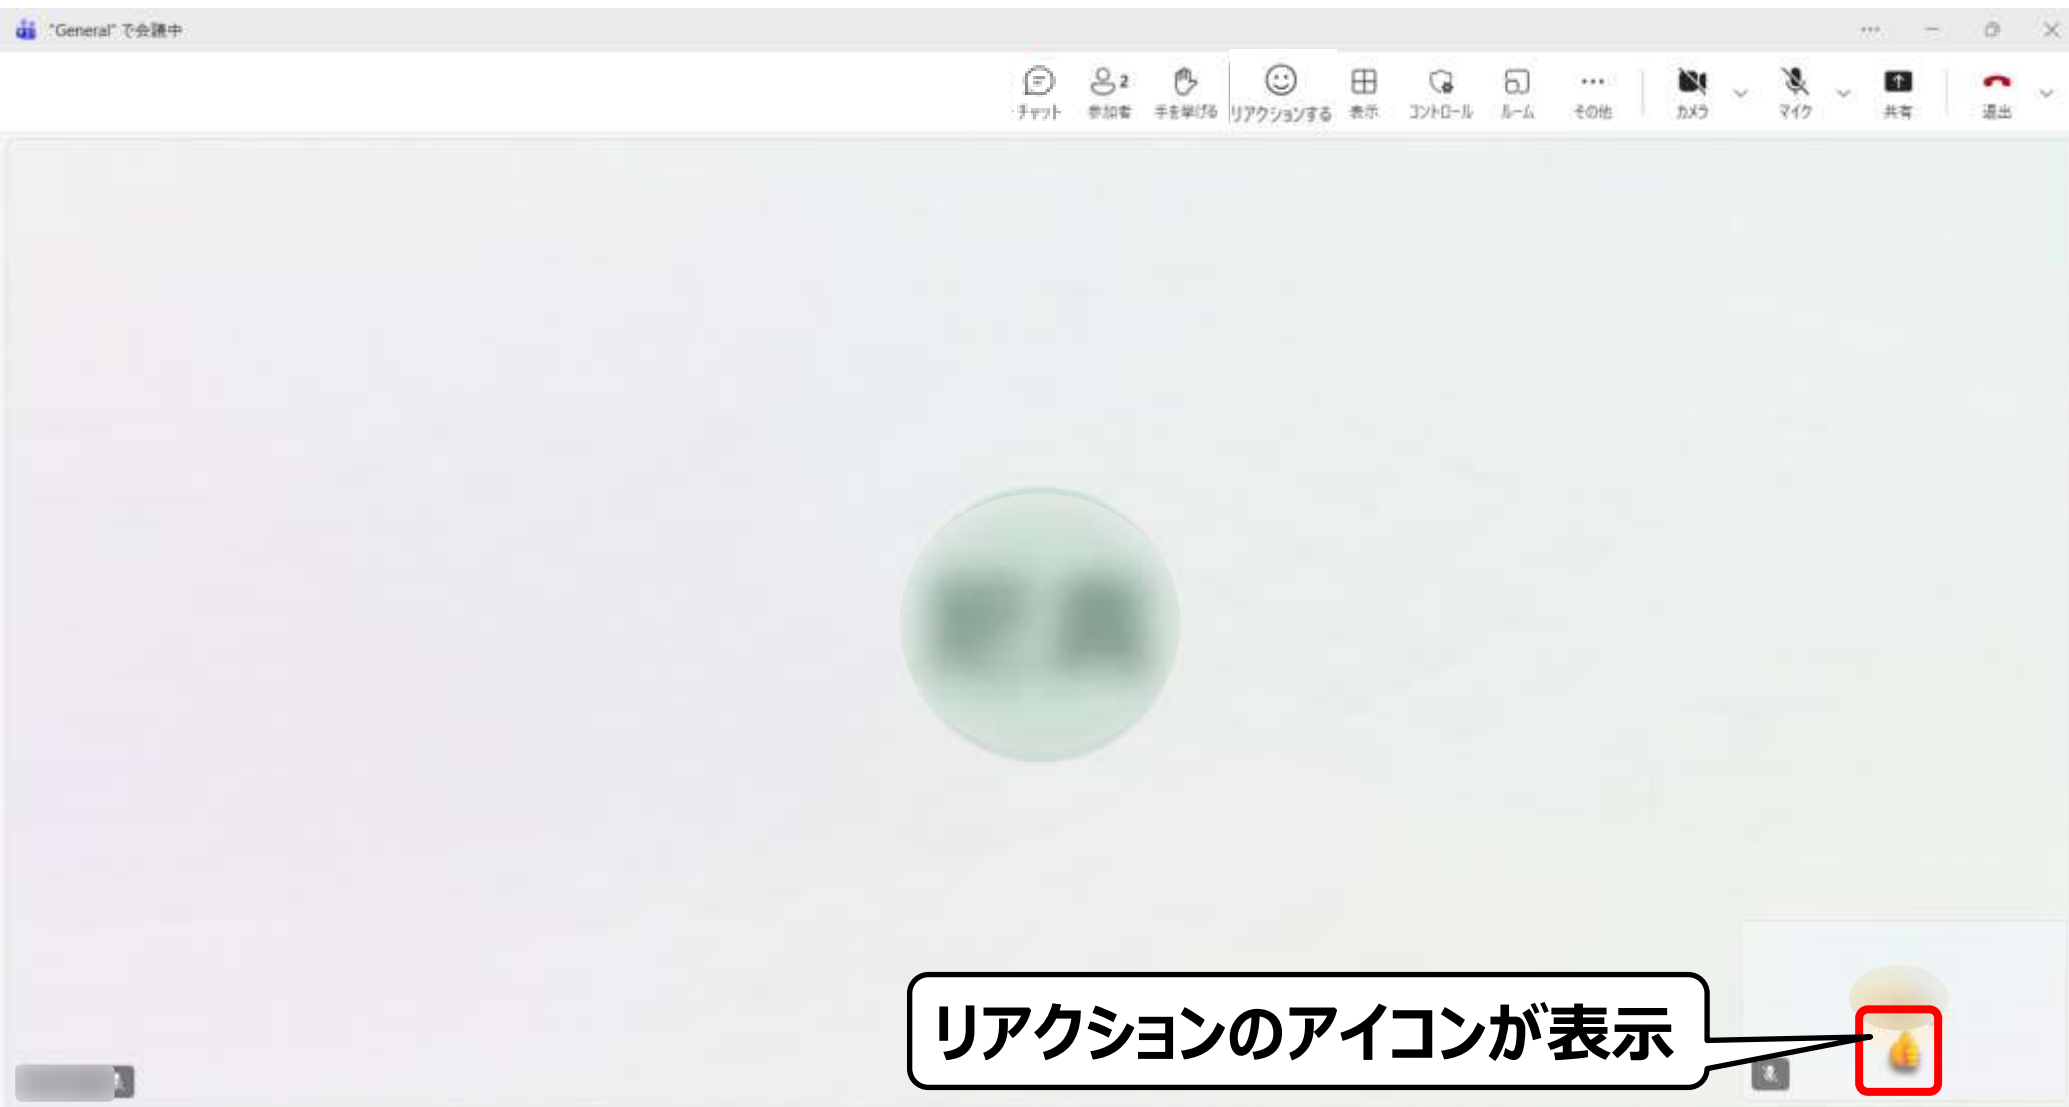 "General" で会議中
チャット
参加者 2
手を挙げる
リアクションする
表示
コントロール
ルーム
その他
カメラ
マイク
共有
退出
リアクションのアイコンが表示